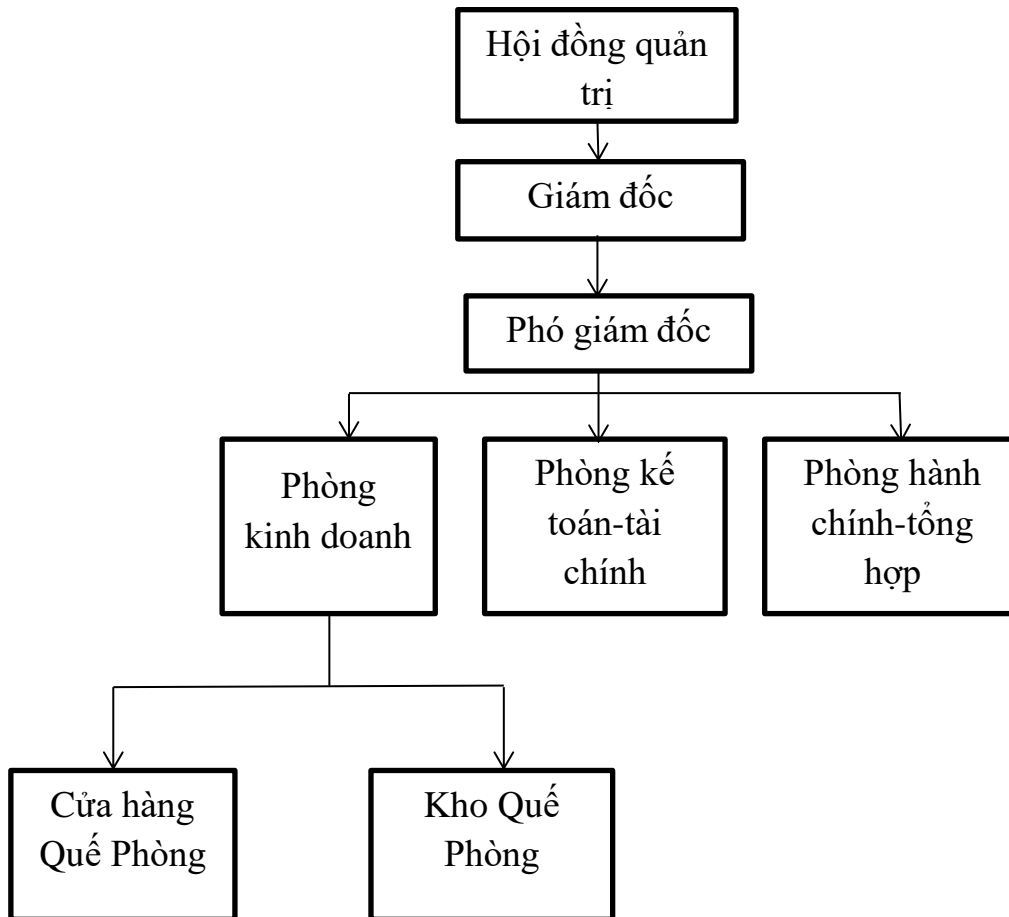 Hội đồng quản
trị
Giám đốc
Phó giám đốc
Phòng
kinh doanh
Phòng kế
toán-tài
chính
Phòng hành
chính-tổng
hợp
Cửa hàng
Quế Phòng
Kho Quế
Phòng